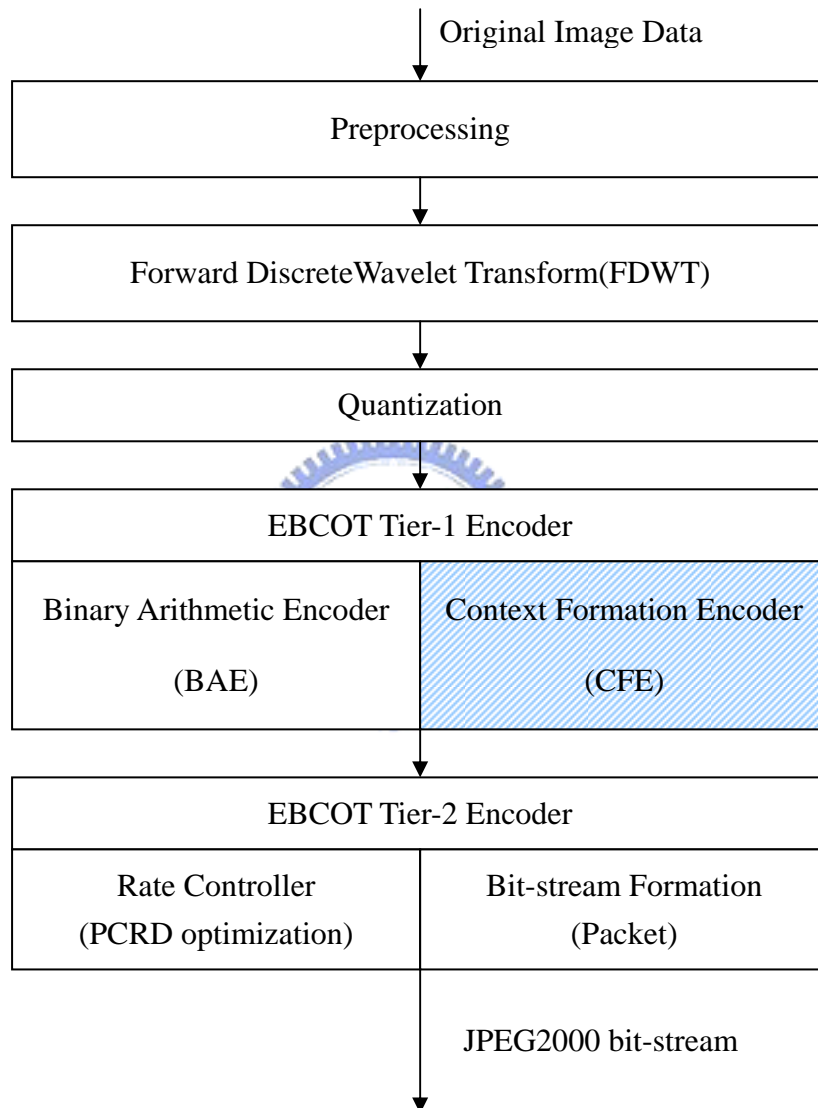 Original Image Data
Preprocessing
Forward DiscreteWavelet Transform(FDWT)
Quantization
EBCOT Tier-1 Encoder
Binary Arithmetic Encoder
(BAE)
Context Formation Encoder
(CFE)
EBCOT Tier-2 Encoder
Rate Controller
(PCRD optimization)
Bit-stream Formation
(Packet)
JPEG2000 bit-stream